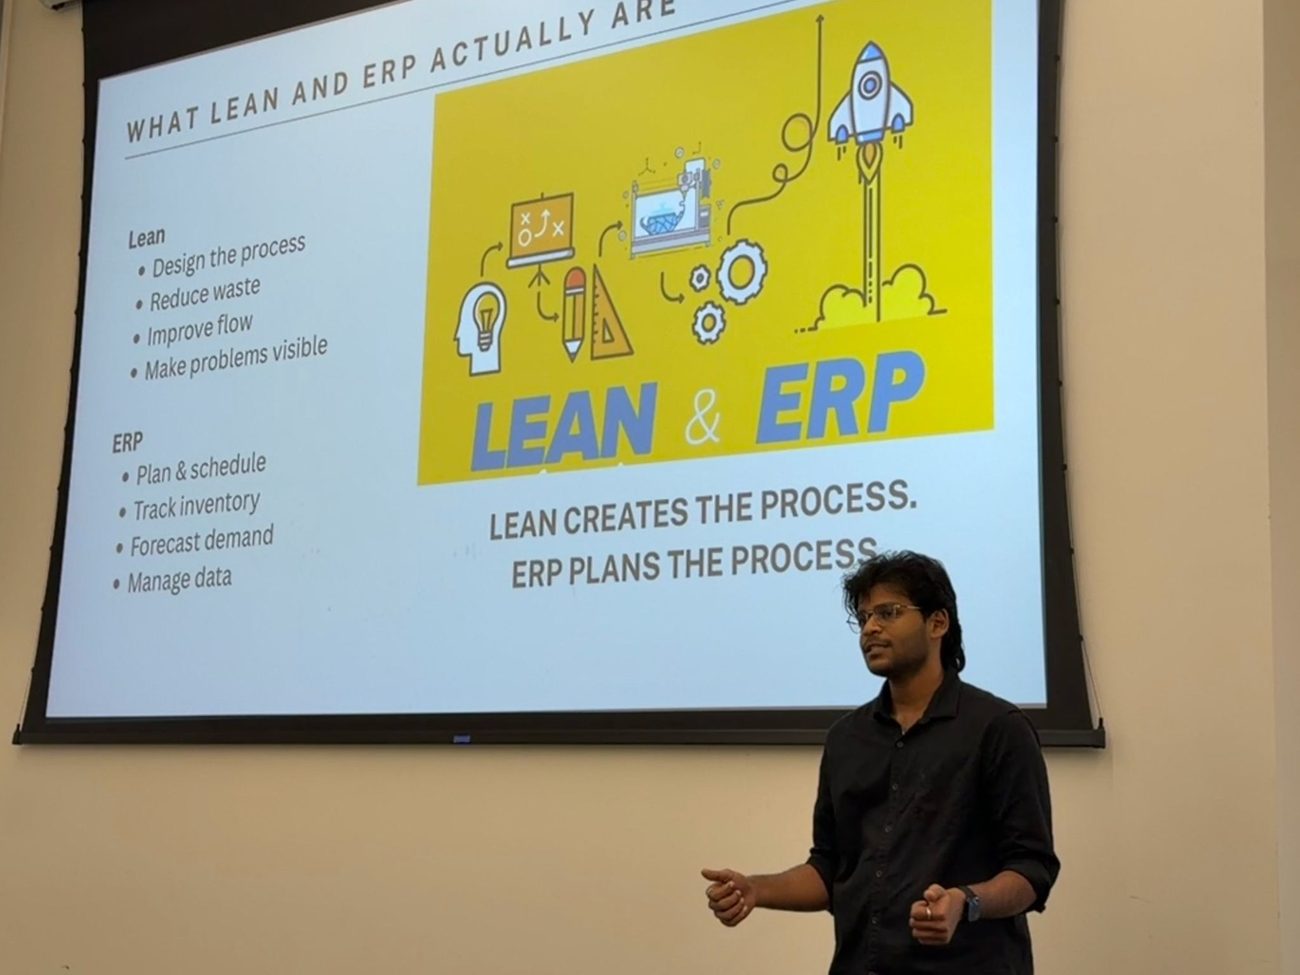 WHAT LEAN AND ERP ACTUALLY ARE
Lean
• Design the process
• Reduce waste
• Improve flow
• Make problems visible
ERP
• Plan & schedule
• Track inventory
• Forecast demand
• Manage data
LEAN & ERP
LEAN CREATES THE PROCESS.
ERP PLANS THE PROCESS